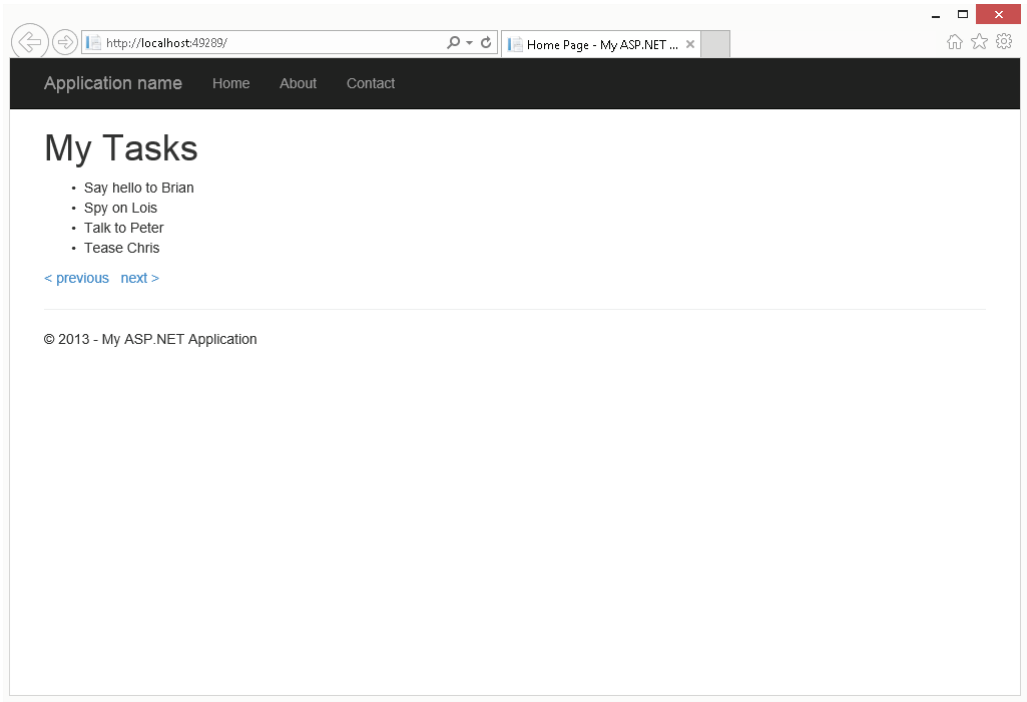 http://localhost:49289/
Home Page - My ASP.NET ...
Application name Home About Contact
My Tasks
• Say hello to Brian
• Spy on Lois
• Talk to Peter
• Tease Chris
< previous next >
© 2013 - My ASP.NET Application